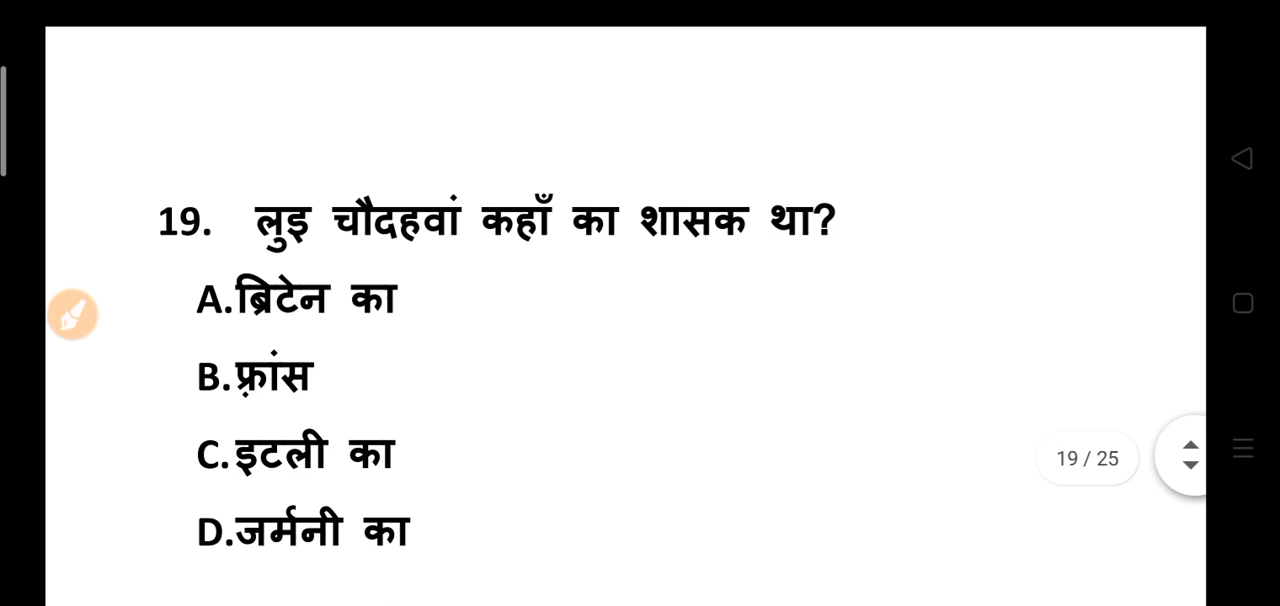 19. लुइ चौदहवां कहाँ का शासक था?
A.ब्रिटेन का
B.फ़्रांस
C.इटली का
19 / 25
D.जर्मनी का